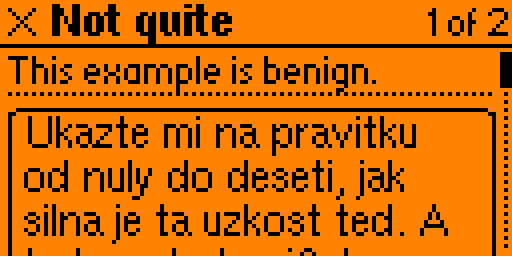 Not quite
1 of 2
This example is benign.
Ukazte mi na pravitku
od nuly do deseti, jak
silna je ta uzkost ted. A